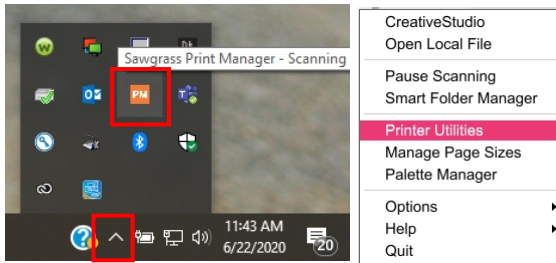 Sawgrass Print Manager - Scanning
PM
11:43 AM
6/22/2020
20
CreativeStudio
Open Local File
Pause Scanning
Smart Folder Manager
Printer Utilities
Manage Page Sizes
Palette Manager
Options
Help
Quit